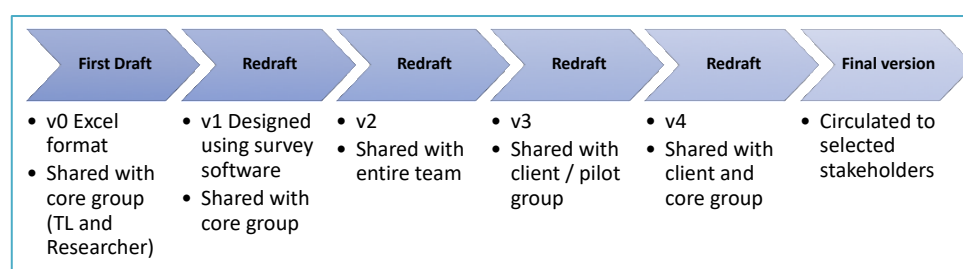 First Draft
Redraft
Redraft
Redraft
Redraft
Final version
• v0 Excel
format
• Shared with
core group
(TL and
Researcher)
• v1 Designed
using survey
software
• Shared with
core group
• v2
• Shared with
entire team
• v3
• Shared with
client / pilot
group
• v4
• Shared with
client and
core group
• Circulated to
selected
stakeholders